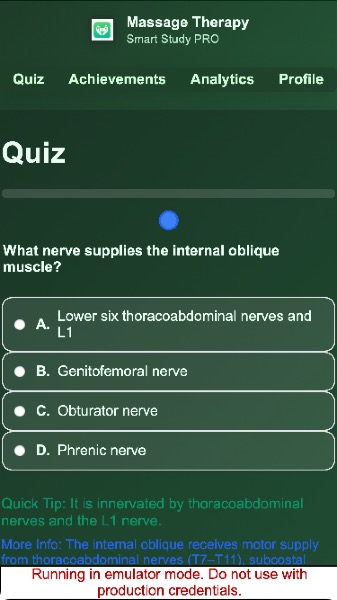 Massage Therapy
Smart Study PRO
Quiz Achievements Analytics Profile
Quiz
What nerve supplies the internal oblique
muscle?
A. Lower six thoracoabdominal nerves and
L1
B. Genitofemoral nerve
C. Obturator nerve
D. Phrenic nerve
Quick Tip: It is innervated by thoracoabdominal
nerves and the L1 nerve.
More Info: The internal oblique receives motor supply
from thoracoabdominal nerves (T7–T11), subcostal
Running in emulator mode. Do not use with
production credentials.